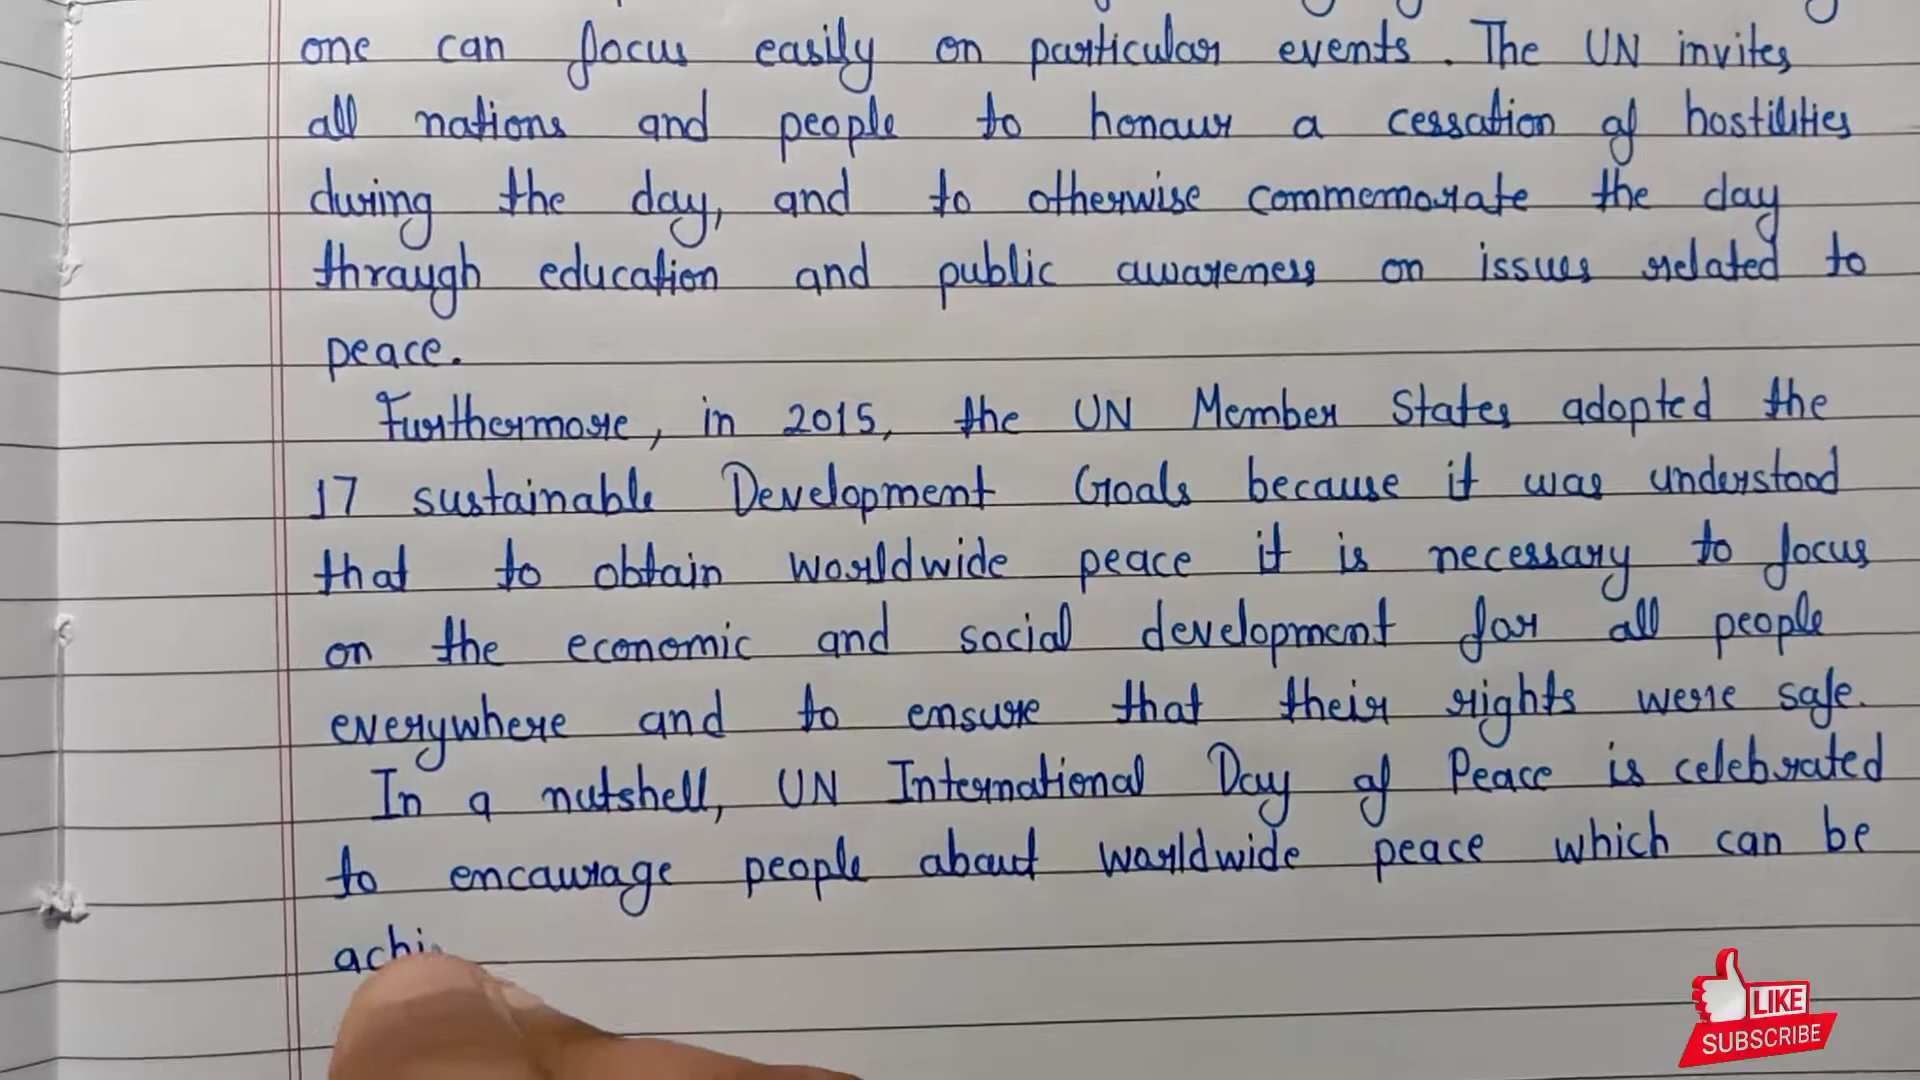 one can focus easily on particular events. The UN invites
all nations and people to honour a cessation of hostilities
during the day, and to otherwise commemorate the day
through education and public awareness on issues related to
peace.
Furthermore, in 2015, the UN Member States adopted the
17 sustainable Development Goals because it was understood
that to obtain worldwide peace it is necessary to focus
on the economic and social development for all people
everywhere and to ensure that their rights were safe.
In a nutshell, UN International Day of Peace is celebrated
to encourage people about worldwide peace which can be
achi
LIKE
SUBSCRIBE